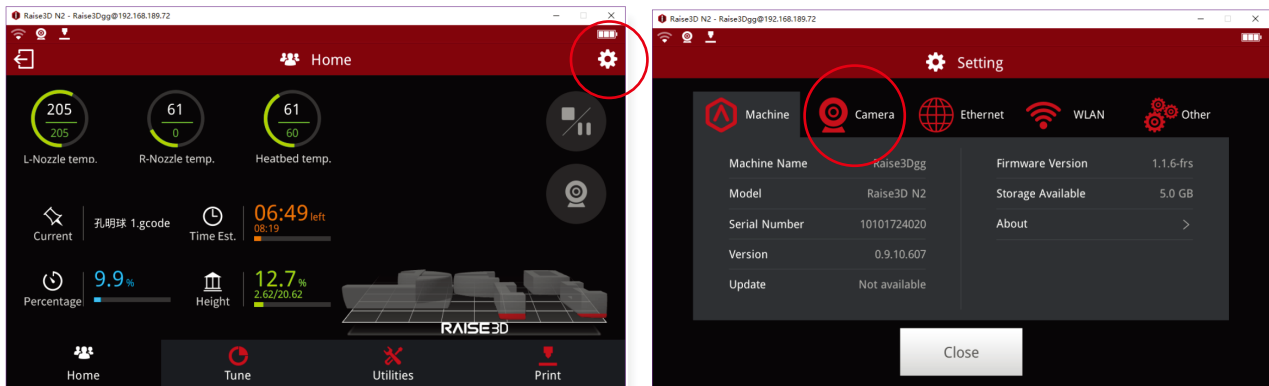 Raise3D N2 - Raise3Dgg@192.168.189.72
Home
205
205
L-Nozzle temp.
61
0
R-Nozzle temp.
61
60
Heatbed temp.
Current
孔明球 1.gcode
Time Est.
06:49 left
08:19
Percentage
9.9%
Height
12.7%
2.62/20.62
RAISE3D
Home
Tune
Utilities
Print
Raise3D N2 - Raise3Dgg@192.168.189.72
Setting
Machine
Camera
Ethernet
WLAN
Other
Machine Name Raise3Dgg
Model Raise3D N2
Serial Number 10101724020
Version 0.9.10.607
Update Not available
Firmware Version 1.1.6-frs
Storage Available 5.0 GB
About >
Close